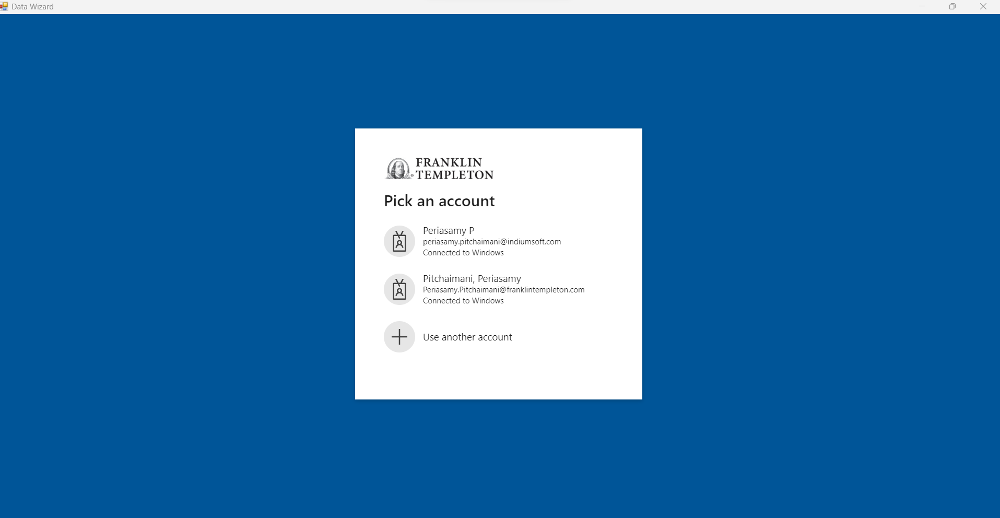 Data Wizard
FRANKLIN
TEMPLETON
Pick an account
Periasamy P
periasamy.pitchaimani@indiumsoft.com
Connected to Windows
Pitchaimani, Periasamy
Periasamy.Pitchaimani@franklintempleton.com
Connected to Windows
Use another account